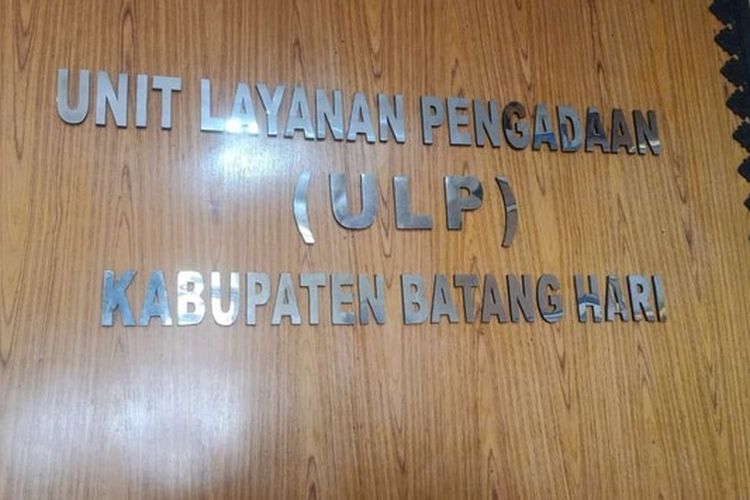 UNIT LAYANAN PENGADAAN
(ULP)
KABUPATEN BATANG HARI